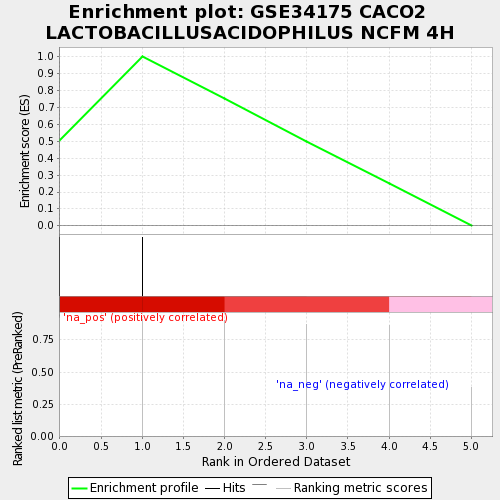 Enrichment plot: GSE34175 CACO2
LACTOBACILLUSACIDOPHILUS NCFM 4H
Enrichment score (ES)
1.0
0.9
0.8
0.7
0.6
0.5
0.4
0.3
0.2
0.1
0.0
'na_pos' (positively correlated)
Ranked list metric (PreRanked)
0.75
0.50
0.25
0.00
'na_neg' (negatively correlated)
0.0 0.5 1.0 1.5 2.0 2.5 3.0 3.5 4.0 4.5 5.0
Rank in Ordered Dataset
Enrichment profile Hits Ranking metric scores